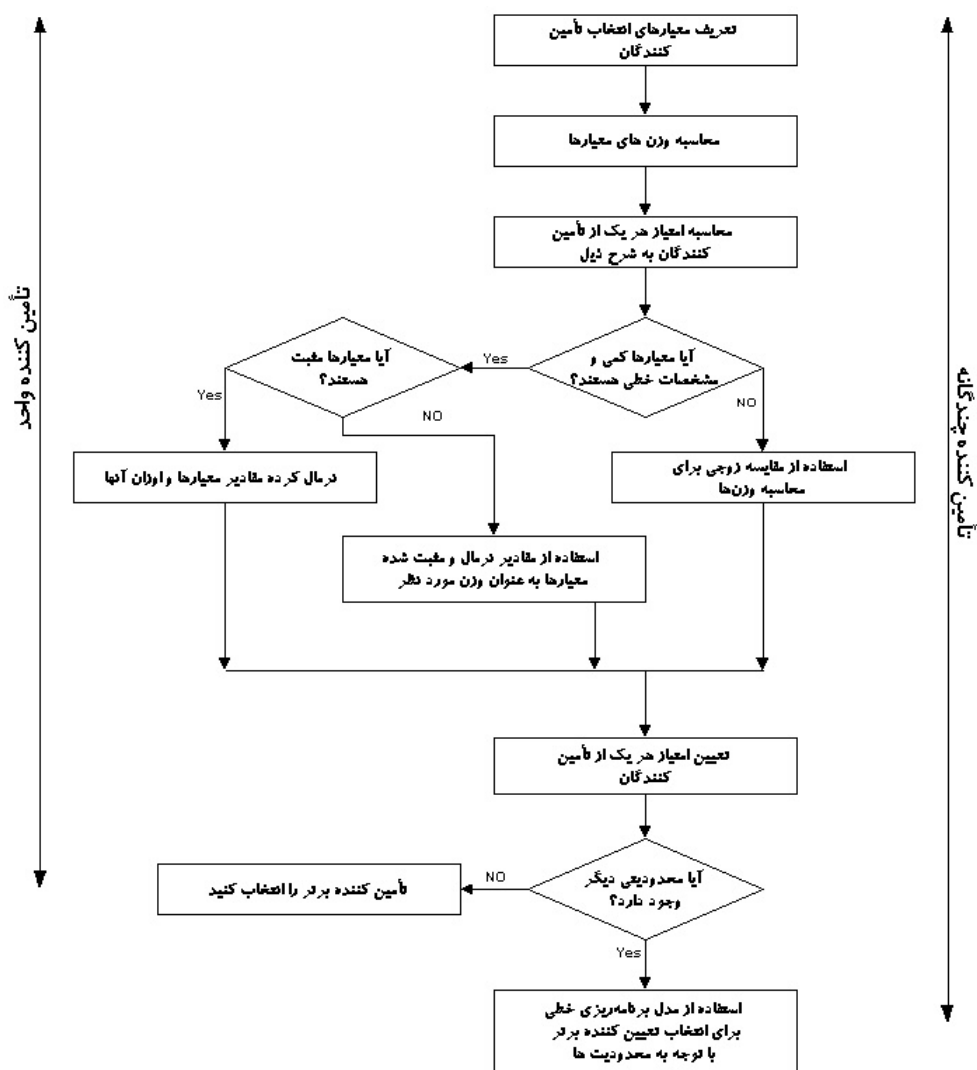 تعریف معیارهای انتخاب تأمین
کنندگان
محاسبه وزن های معیارها
محاسبه امتیاز هر یک از تأمین
کنندگان به شرح ذیل
آیا معیارها کمی و
مشخصات خطی هستند؟
Yes
آیا معیارها مثبت
هستند؟
Yes
NO
NO
استفاده از مقایسه زوجی برای
محاسبه وزن‌ها
نرمال کرده مقادیر معیارها و اوزان آنها
استفاده از مقادیر نرمال و مثبت شده
معیارها به عنوان وزن مورد نظر
تعیین امتیاز هر یک از تأمین
کنندگان
آیا محدودیتی دیگر
وجود دارد؟
NO
تأمین کننده برتر را انتخاب کنید
Yes
استفاده از مدل برنامه‌ریزی خطی
برای انتخاب تعیین کننده برتر
با توجه به محدودیت ها
تأمین کننده چندگانه
تأمین کننده واحد